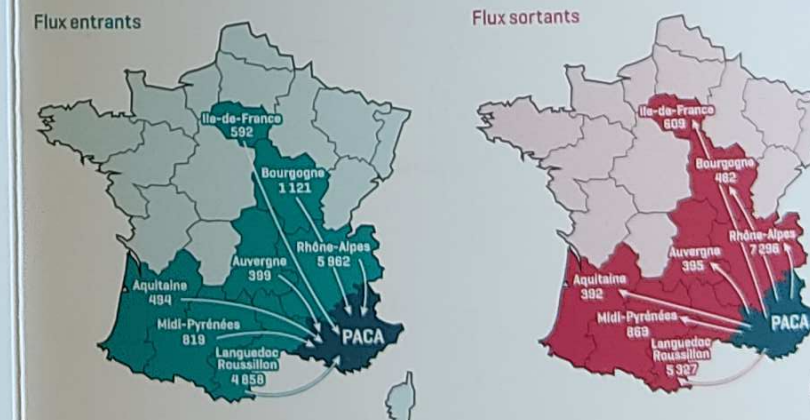 Flux entrants
Ile-de-France
592
Bourgogne
1 121
Rhône-Alpes
5 862
Auvergne
399
Aquitaine
494
Midi-Pyrénées
819
Languedoc
Roussillon
4 858
PACA
Flux sortants
Ile-de-France
609
Bourgogne
482
Rhône-Alpes
7 296
Auvergne
395
Aquitaine
392
Midi-Pyrénées
869
Languedoc
Roussillon
5 327
PACA